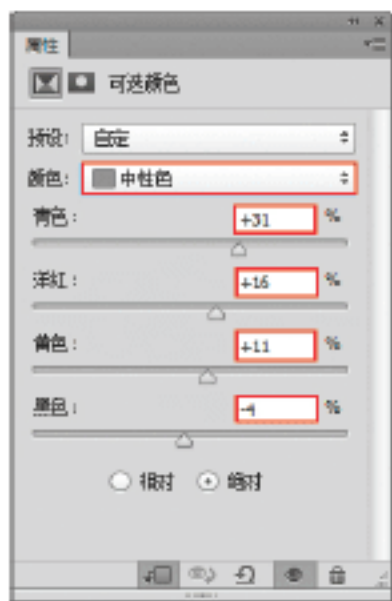 属性
可选颜色
预设: 自定
颜色: 中性色
青色: +31 %
洋红: +16 %
黄色: +11 %
黑色: -4 %
相对 绝对